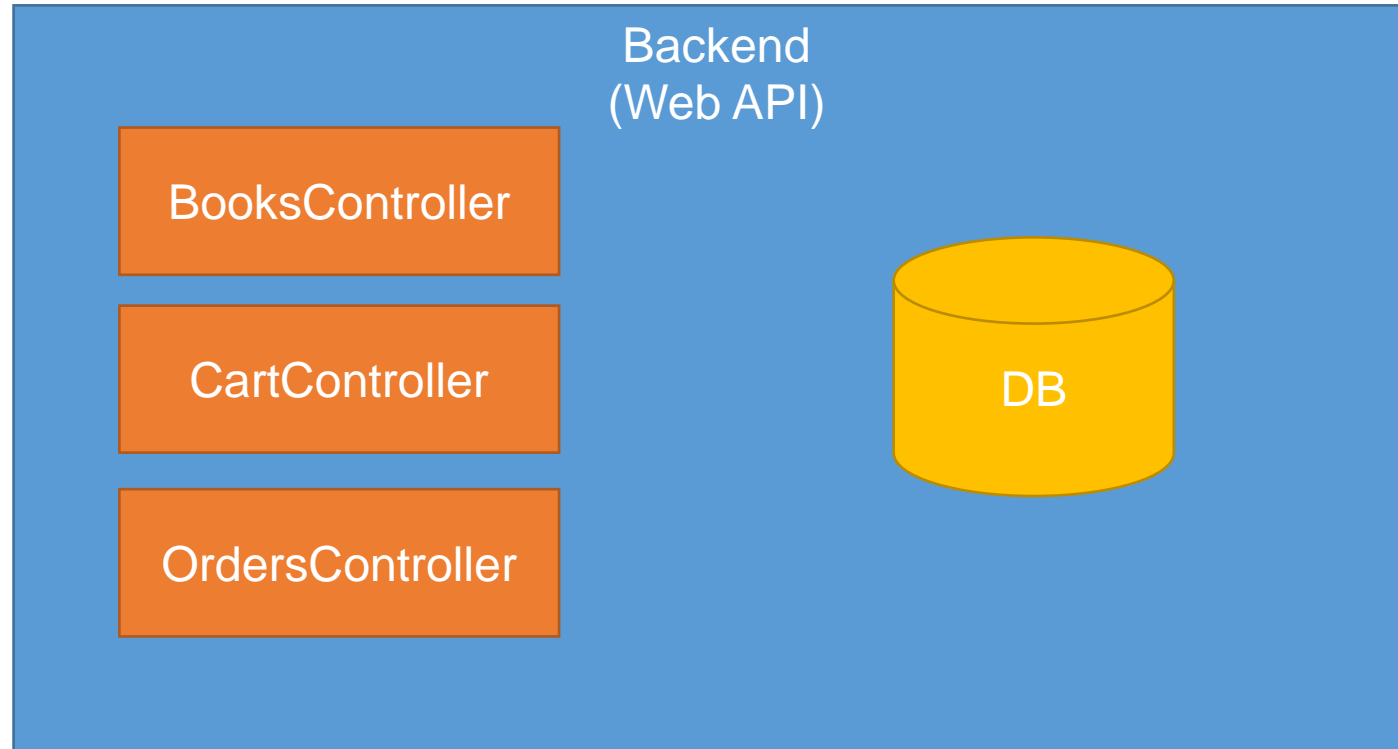 Backend
(Web API)
BooksController
CartController
DB
OrdersController